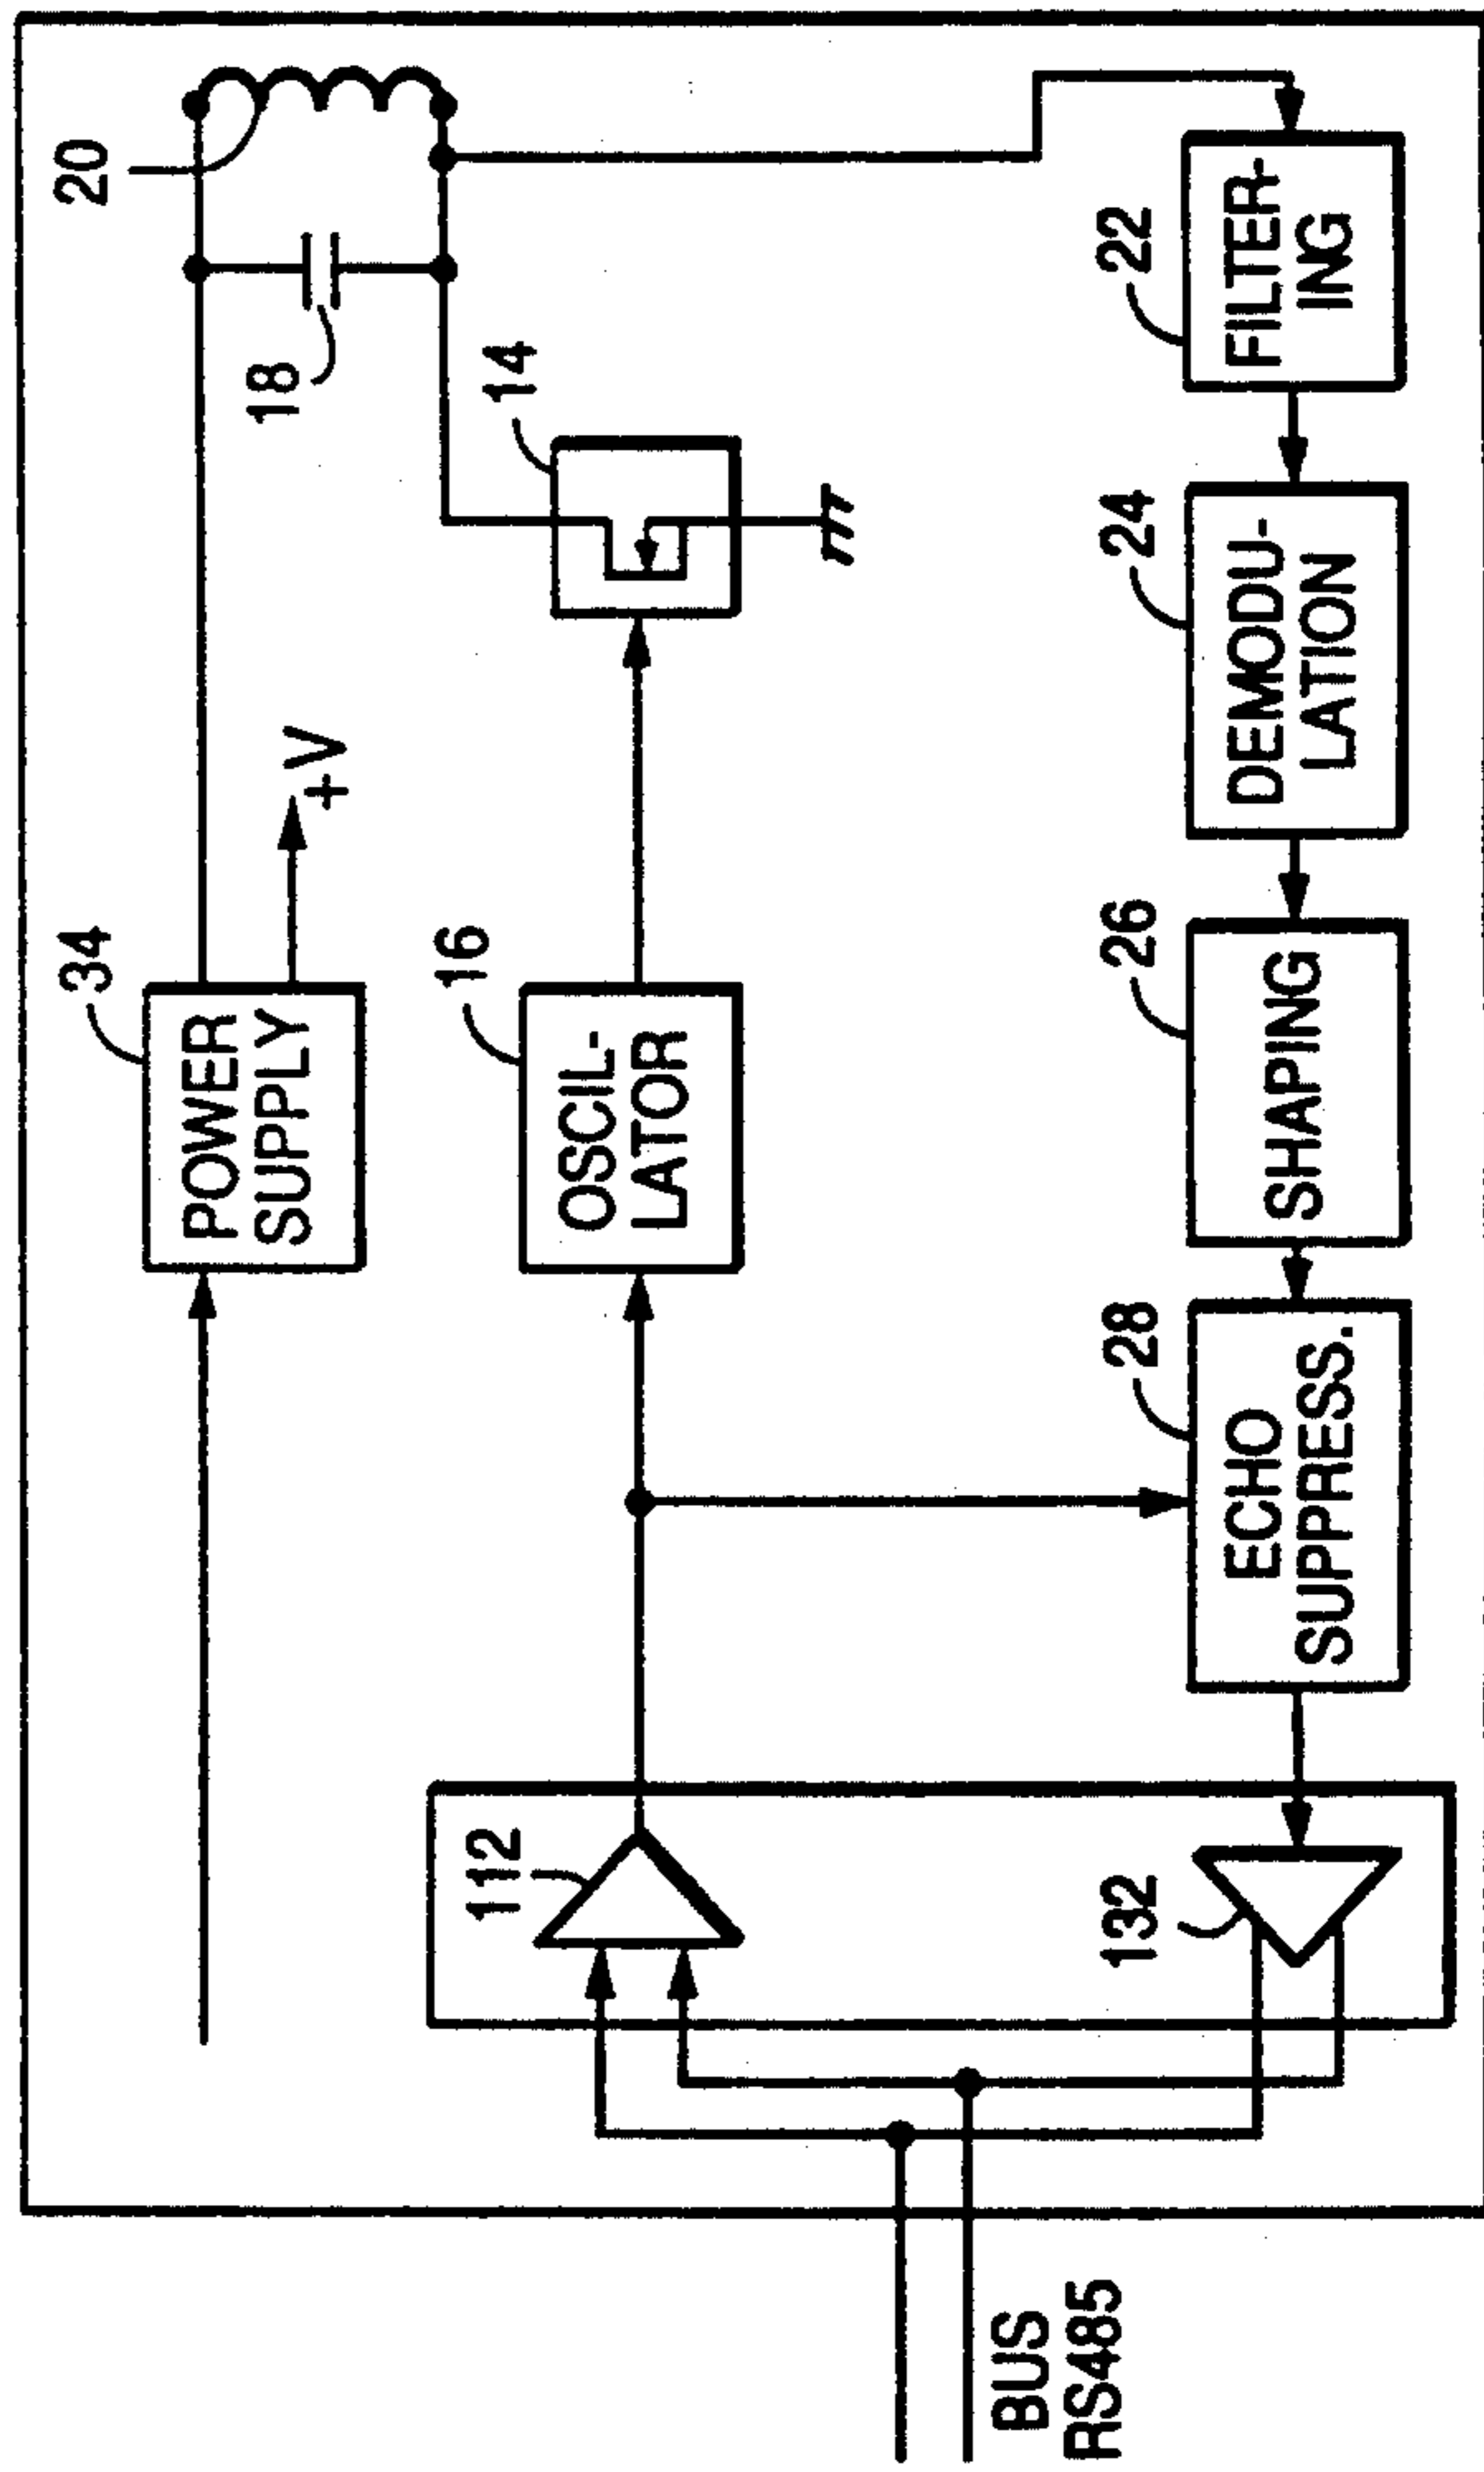 20
18
34
POWER
SUPPLY
+V
14
16
OSCIL-
LATOR
112
22
FILTER-
ING
24
DEMODU-
LATION
26
SHAPING
28
ECHO
SUPPRESS.
132
BUS
RS485